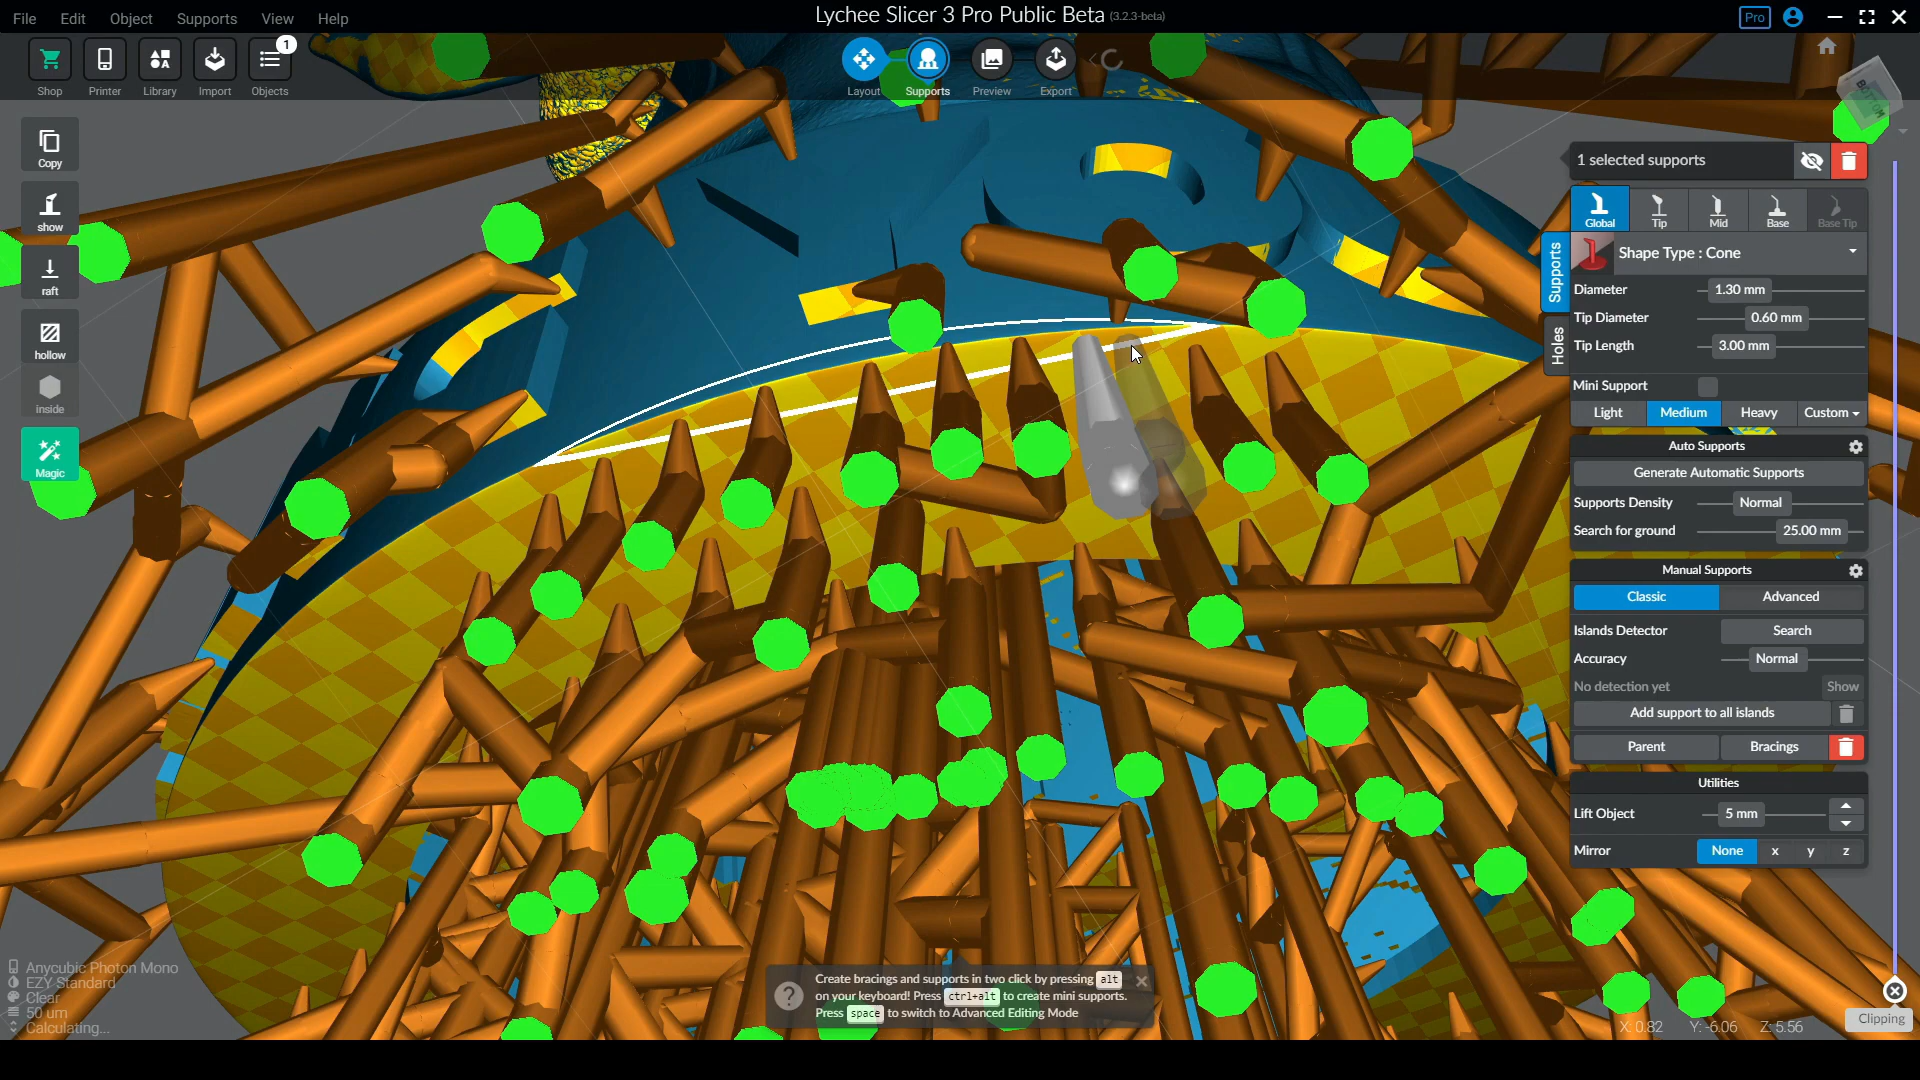 File Edit Object Supports View Help
Lychee Slicer 3 Pro Public Beta (3.2.3-beta)
Pro
Shop Printer Library Import Objects 1
Layout Supports Preview Export
BOTTOM
Copy
show
raft
hollow
inside
Magic
1 selected supports
Global Tip Mid Base Base Tip
Supports
Holes
Shape Type : Cone
Diameter 1.30 mm
Tip Diameter 0.60 mm
Tip Length 3.00 mm
Mini Support
Light Medium Heavy Custom
Auto Supports
Generate Automatic Supports
Supports Density Normal
Search for ground 25.00 mm
Manual Supports
Classic Advanced
Islands Detector Search
Accuracy Normal
No detection yet Show
Add support to all islands
Parent Bracings
Utilities
Lift Object 5 mm
Mirror None x y z
Anycubic Photon Mono
EZY Standard
Clear
50 um
Calculating...
? Create bracings and supports in two click by pressing alt
on your keyboard! Press ctrl+alt to create mini supports.
Press space to switch to Advanced Editing Mode
X: 0.82 Y: -6.06 Z: 5.56
Clipping